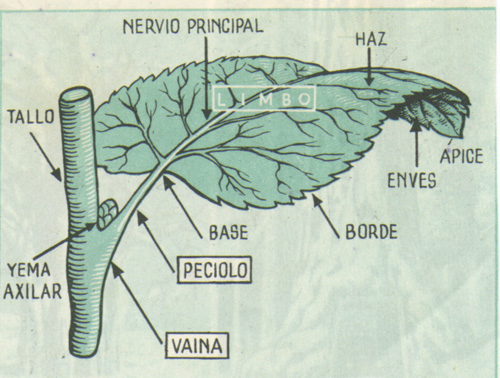 NERVIO PRINCIPAL
HAZ
LIMBO
TALLO
APICE
ENVES
BASE
BORDE
YEMA
AXILAR
PECIOLO
VAINA